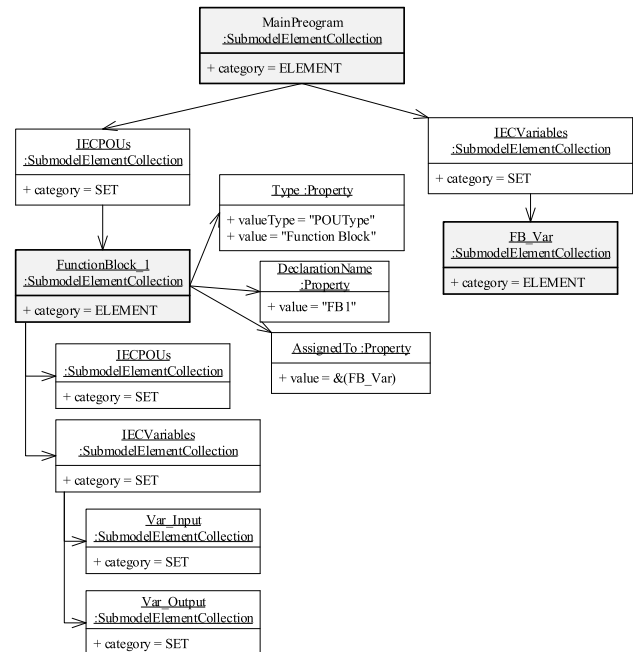 MainPreogram
:SubmodelElementCollection
+ category = ELEMENT
IECPOUs
:SubmodelElementCollection
+ category = SET
IECVariables
:SubmodelElementCollection
+ category = SET
Type :Property
+ valueType = "POUType"
+ value = "Function Block"
FB_Var
:SubmodelElementCollection
+ category = ELEMENT
FunctionBlock_1
:SubmodelElementCollection
+ category = ELEMENT
DeclarationName
:Property
+ value = "FB1"
AssignedTo :Property
+ value = &(FB_Var)
IECPOUs
:SubmodelElementCollection
+ category = SET
IECVariables
:SubmodelElementCollection
+ category = SET
Var_Input
:SubmodelElementCollection
+ category = SET
Var_Output
:SubmodelElementCollection
+ category = SET